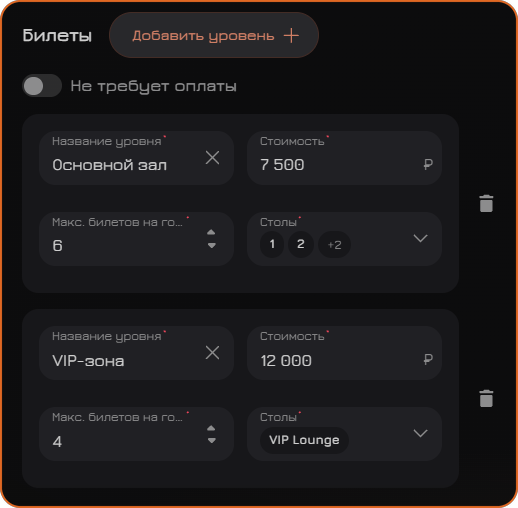 Билеты
Добавить уровень
Не требует оплаты
Название уровня*
Стоимость*
Основной зал
7 500 ₽
Макс. билетов на го... *
Столы*
6
1 2 +2
Название уровня*
Стоимость*
VIP-зона
12 000 ₽
Макс. билетов на го... *
Столы*
4
VIP Lounge